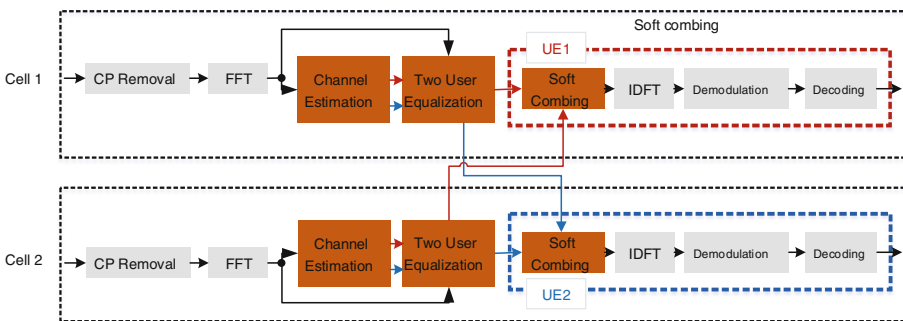 Soft combing
UE1
Cell 1
CP Removal
FFT
Channel
Estimation
Two User
Equalization
Soft
Combing
IDFT
Demodulation
Decoding
Cell 2
CP Removal
FFT
Channel
Estimation
Two User
Equalization
Soft
Combing
IDFT
Demodulation
Decoding
UE2